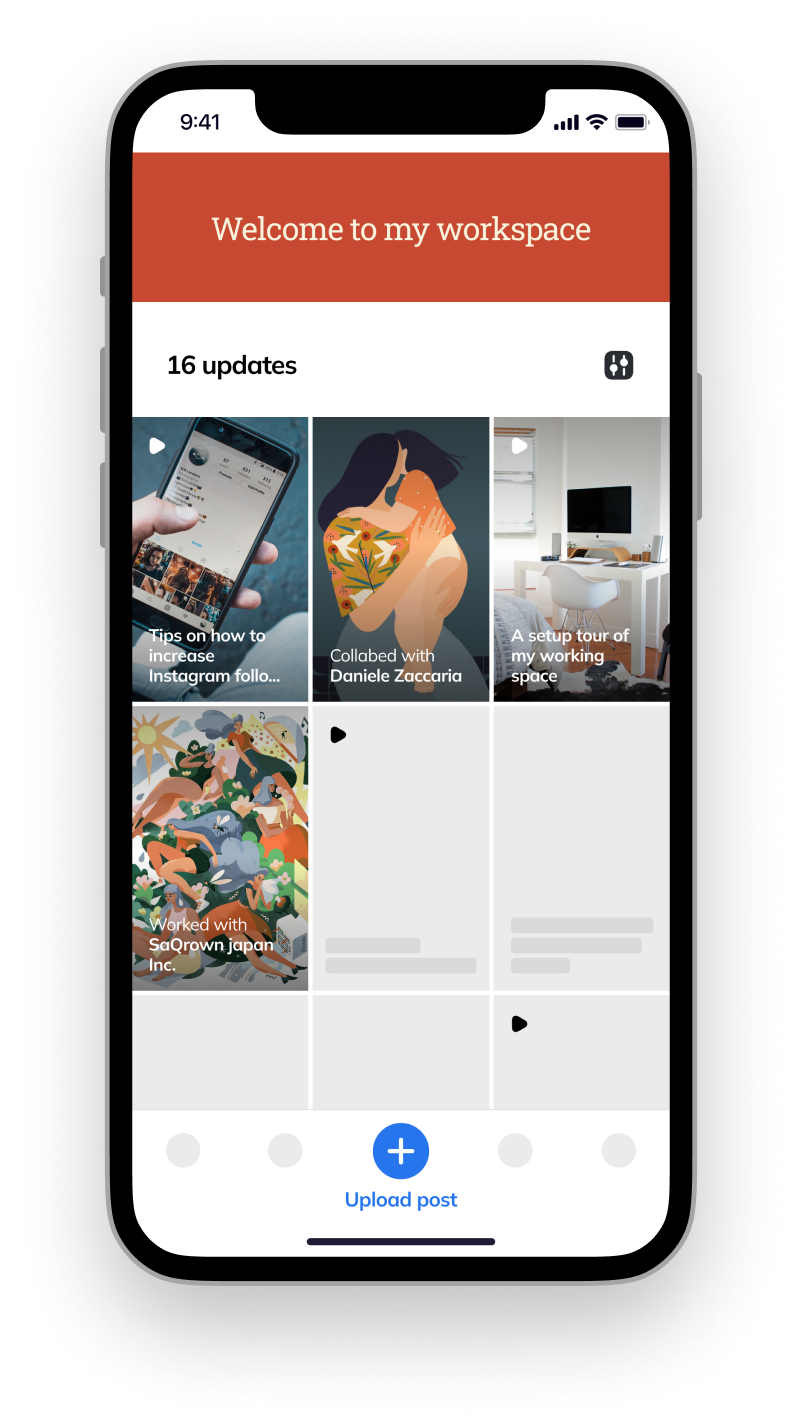 9:41
Welcome to my workspace
16 updates
Tips on how to
increase
Instagram follo...
Collabed with
Daniele Zaccaria
A setup tour of
my working
space
Worked with
SaQrown japan
Inc.
Upload post